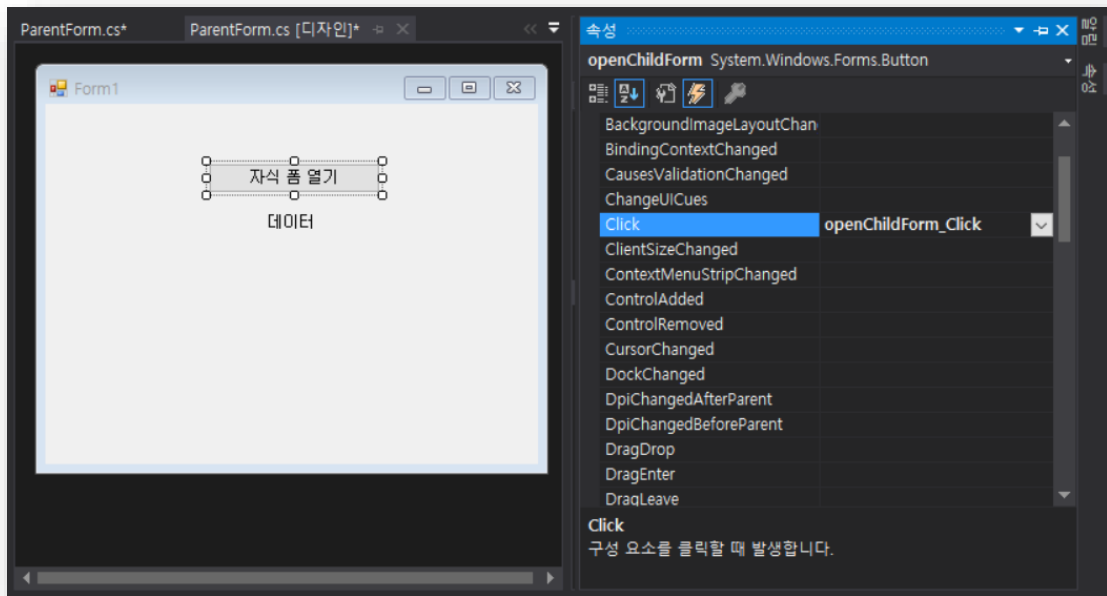 ParentForm.cs*
ParentForm.cs [디자인]*
Form1
자식 폼 열기
데이터
속성
openChildForm System.Windows.Forms.Button
BackgroundImageLayoutChan
BindingContextChanged
CausesValidationChanged
ChangeUICues
Click openChildForm_Click
ClientSizeChanged
ContextMenuStripChanged
ControlAdded
ControlRemoved
CursorChanged
DockChanged
DpiChangedAfterParent
DpiChangedBeforeParent
DragDrop
DragEnter
DragLeave
Click
구성 요소를 클릭할 때 발생합니다.